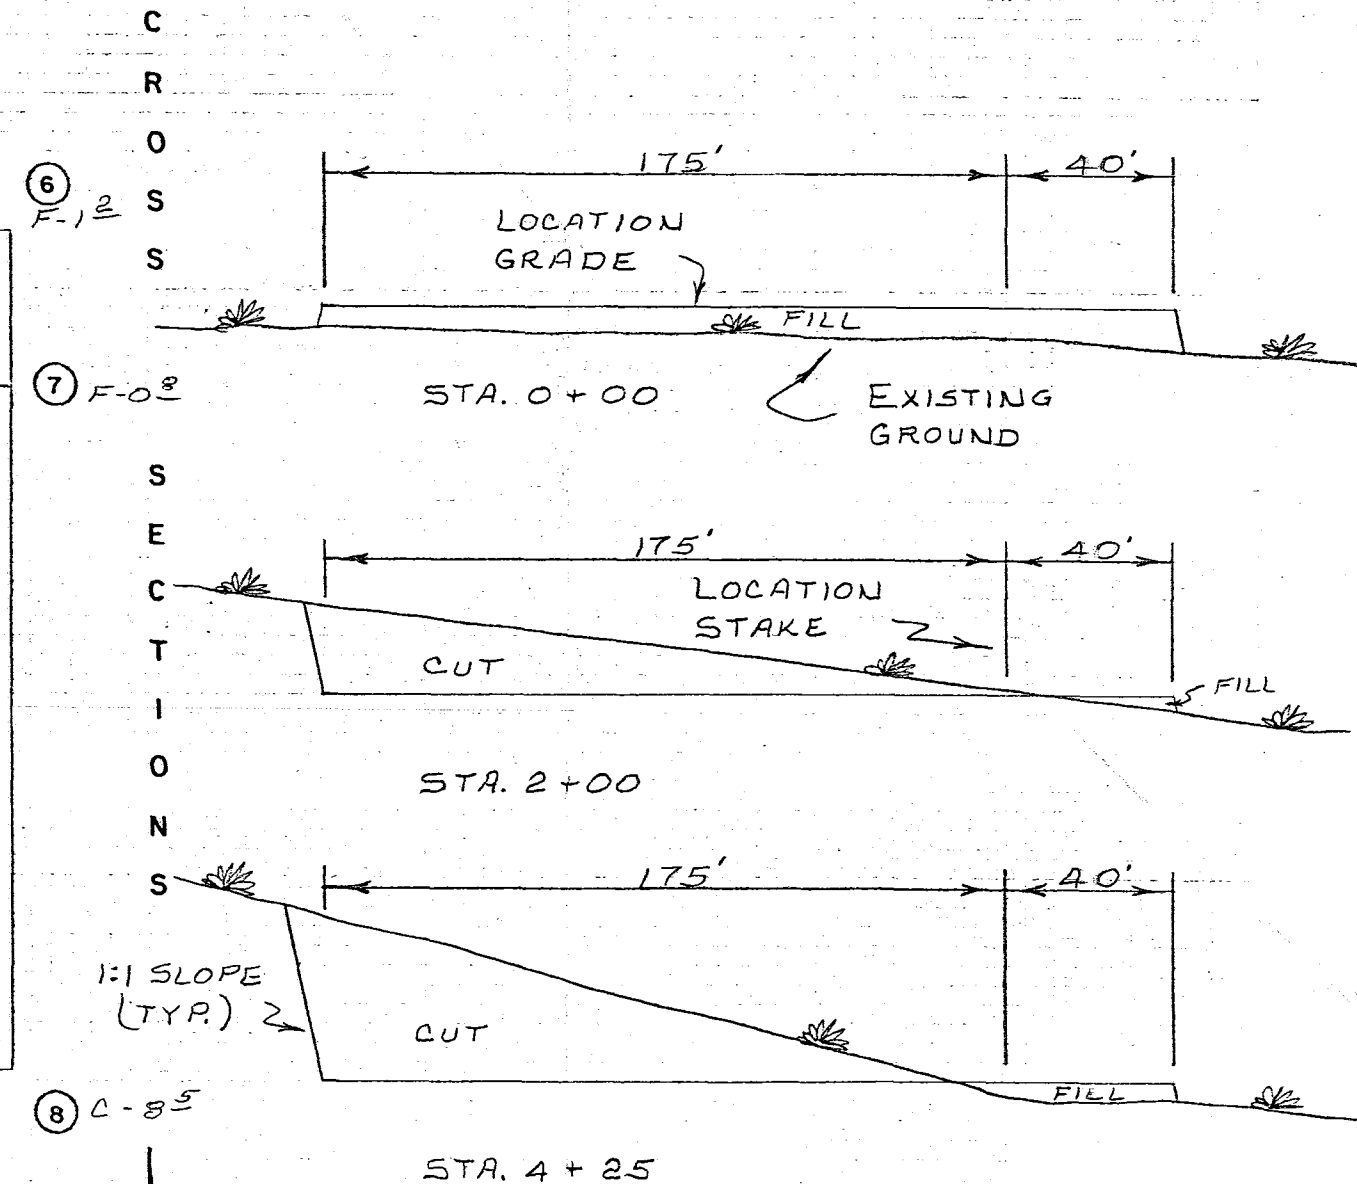 CROSS SECTIONS
6
F-1 2
175' 40'
LOCATION
GRADE
FILL
7 F-0 8
STA. 0 + 00
EXISTING
GROUND
175' 40'
LOCATION
STAKE
CUT
FILL
STA. 2 + 00
175' 40'
1:1 SLOPE
(TYP.)
CUT
FILL
8 C-8 5
STA. 4 + 25